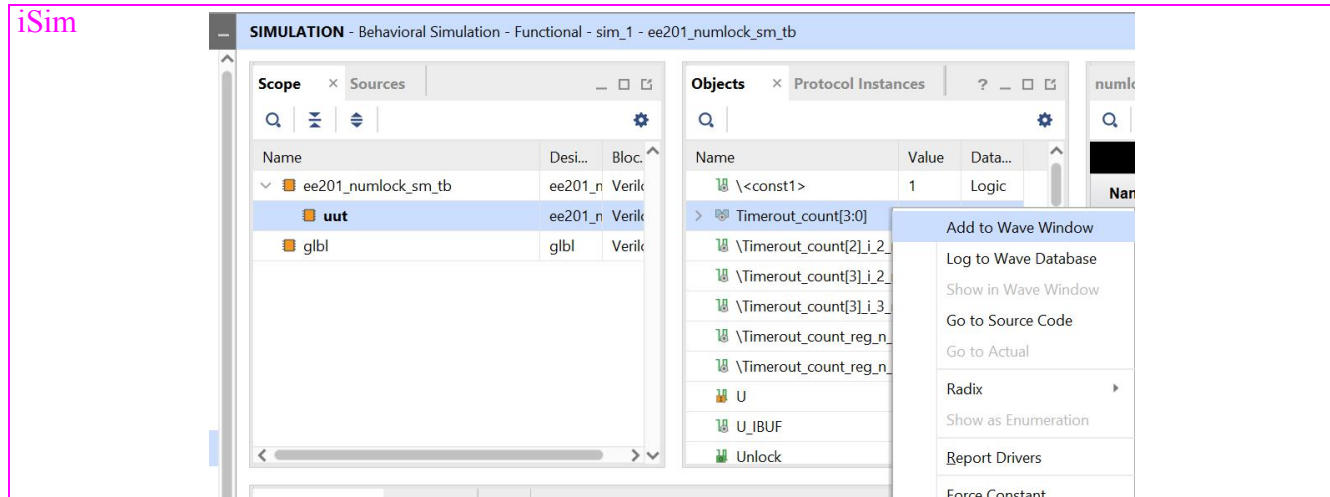 iSim
SIMULATION - Behavioral Simulation - Functional - sim_1 - ee201_numlock_sm_tb
Scope × Sources
Objects × Protocol Instances ?
numlo
Name Desi... Bloc.
Name Value Data...
ee201_numlock_sm_tb ee201_n Verilo
\<const1> 1 Logic
Nan
uut ee201_n Verilo
Timerout_count[3:0]
Add to Wave Window
glbl glbl Verilo
\Timerout_count[2]_i_2_
Log to Wave Database
\Timerout_count[3]_i_2_
Show in Wave Window
\Timerout_count[3]_i_3_
Go to Source Code
\Timerout_count_reg_n_
Go to Actual
\Timerout_count_reg_n_
Radix
U
Show as Enumeration
U_IBUF
Report Drivers
Unlock
Force Constant